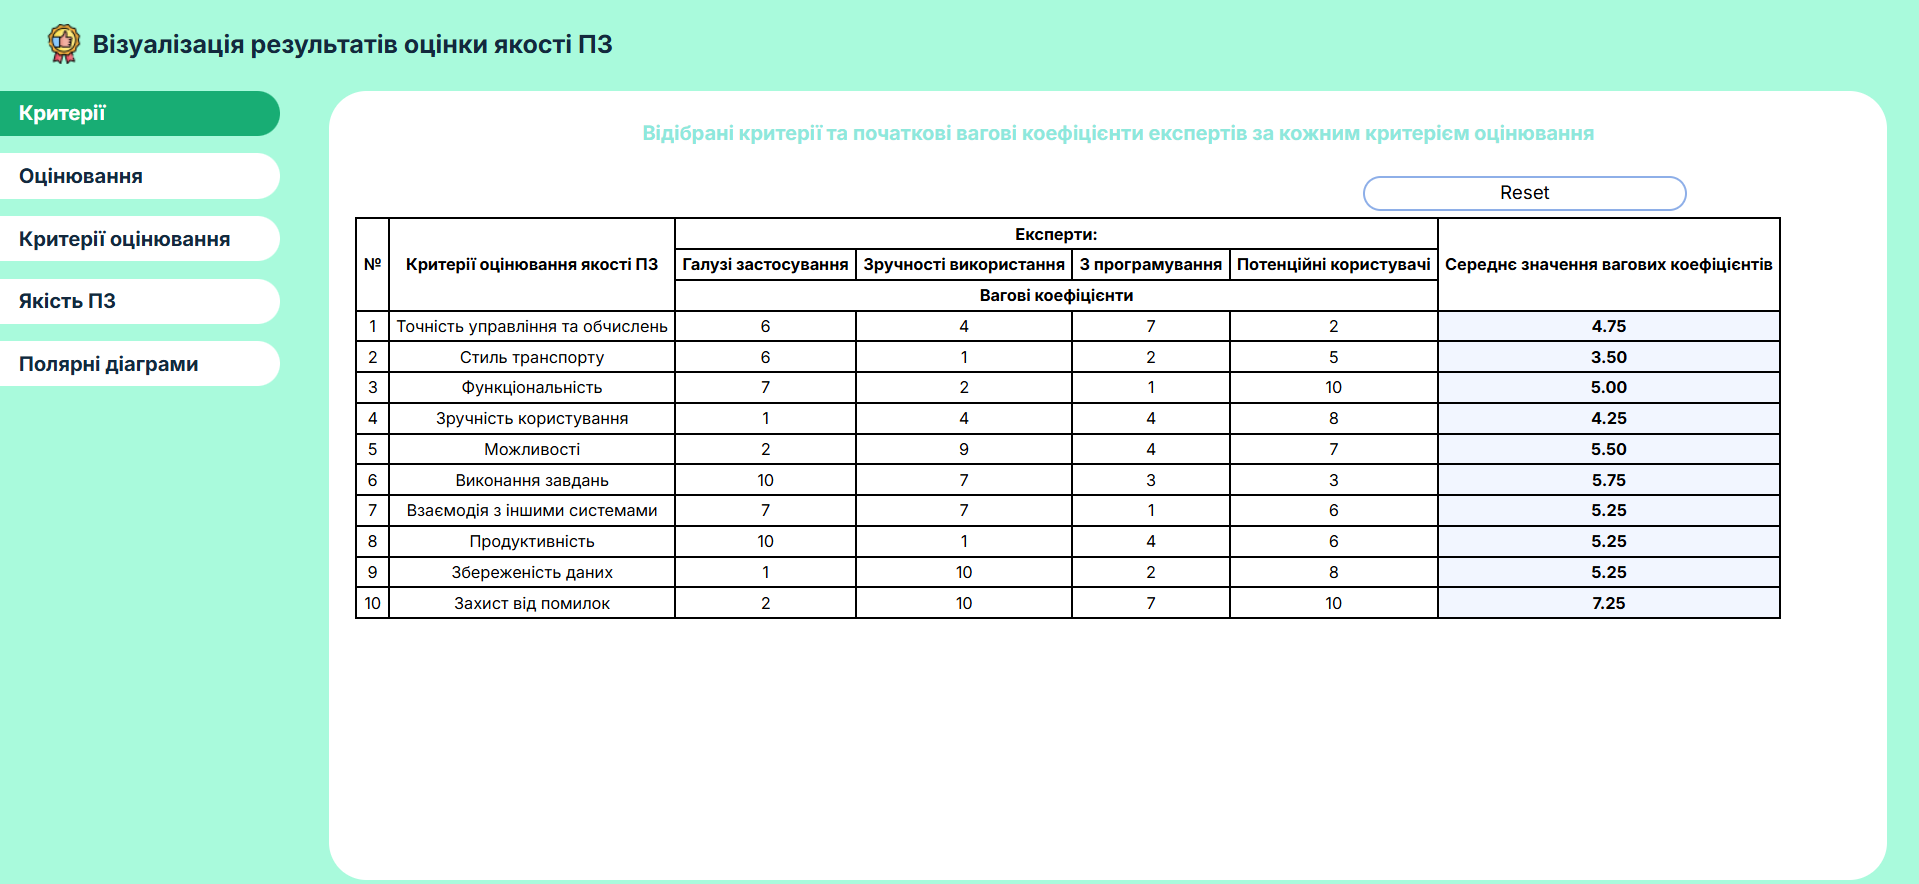 Візуалізація результатів оцінки якості ПЗ
Критерії
Оцінювання
Критерії оцінювання
Якість ПЗ
Полярні діаграми
Відібрані критерії та початкові вагові коефіцієнти експертів за кожним критерієм оцінювання
Reset
№ Критерії оцінювання якості ПЗ Експерти: Середнє значення вагових коефіцієнтів
Галузі застосування Зручності використання З програмування Потенційні користувачі
Вагові коефіцієнти
1 Точність управління та обчислень 6 4 7 2 4.75
2 Стиль транспорту 6 1 2 5 3.50
3 Функціональність 7 2 1 10 5.00
4 Зручність користування 1 4 4 8 4.25
5 Можливості 2 9 4 7 5.50
6 Виконання завдань 10 7 3 3 5.75
7 Взаємодія з іншими системами 7 7 1 6 5.25
8 Продуктивність 10 1 4 6 5.25
9 Збереженість даних 1 10 2 8 5.25
10 Захист від помилок 2 10 7 10 7.25